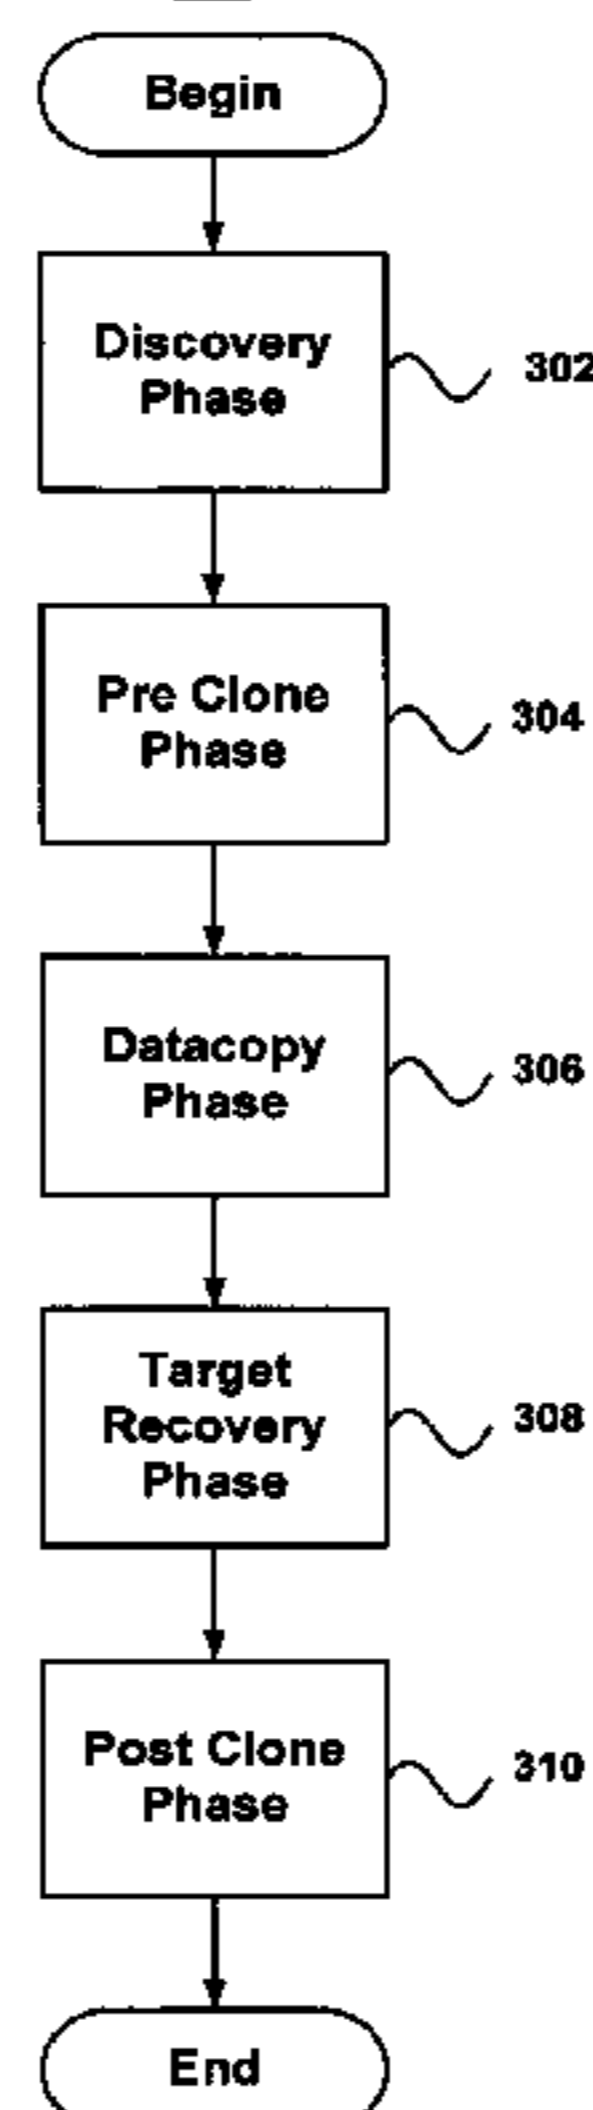 Begin
Discovery
Phase
302
Pre Clone
Phase
304
Datacopy
Phase
306
Target
Recovery
Phase
308
Post Clone
Phase
310
End